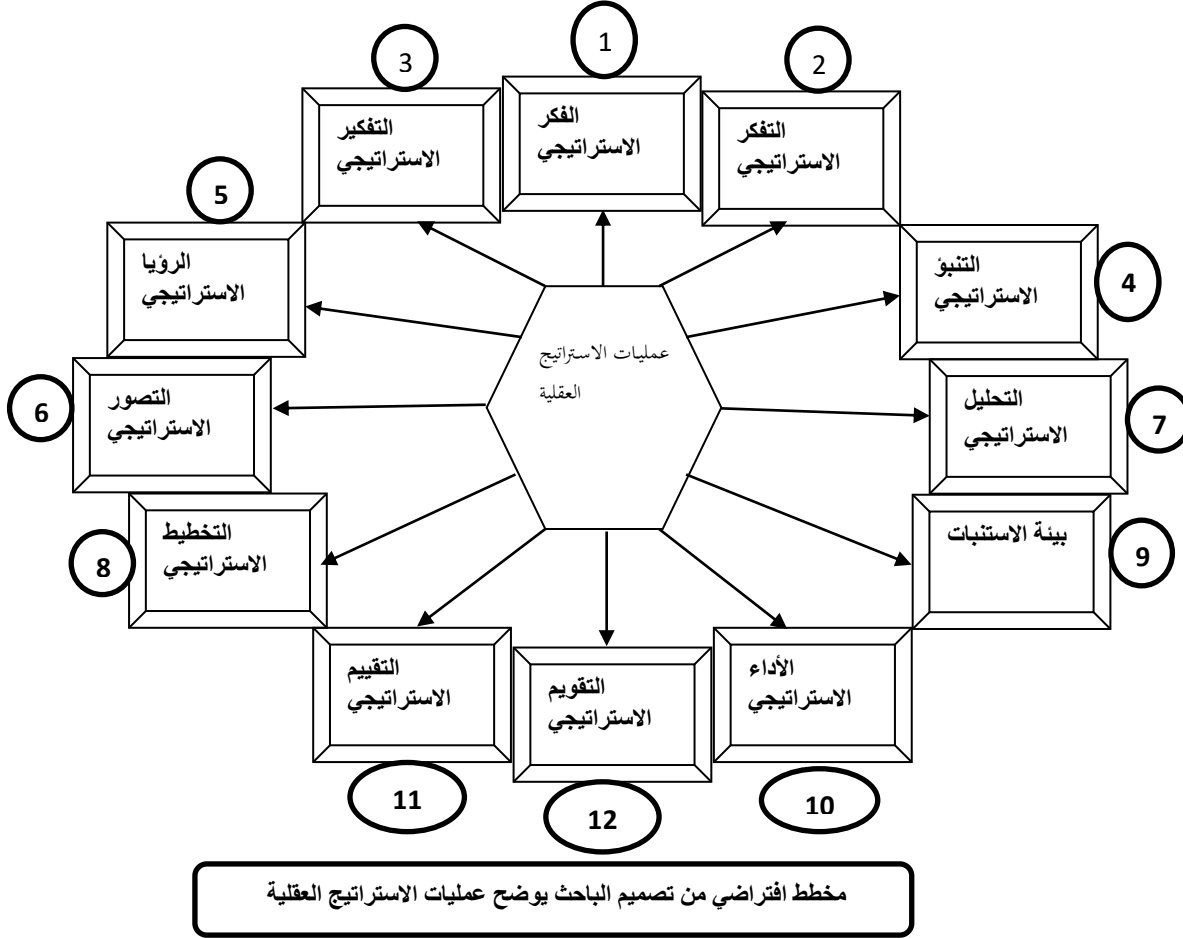 1
الفكر
الاستراتيجي
2
التفكر
الاستراتيجي
3
التفكير
الاستراتيجي
4
التنبؤ
الاستراتيجي
5
الرؤيا
الاستراتيجي
6
التصور
الاستراتيجي
7
التحليل
الاستراتيجي
8
التخطيط
الاستراتيجي
9
بيئة الاستنبات
10
الأداء
الاستراتيجي
11
التقييم
الاستراتيجي
12
التقويم
الاستراتيجي
عمليات الاستراتيج
العقلية
مخطط افتراضي من تصميم الباحث يوضح عمليات الاستراتيج العقلية